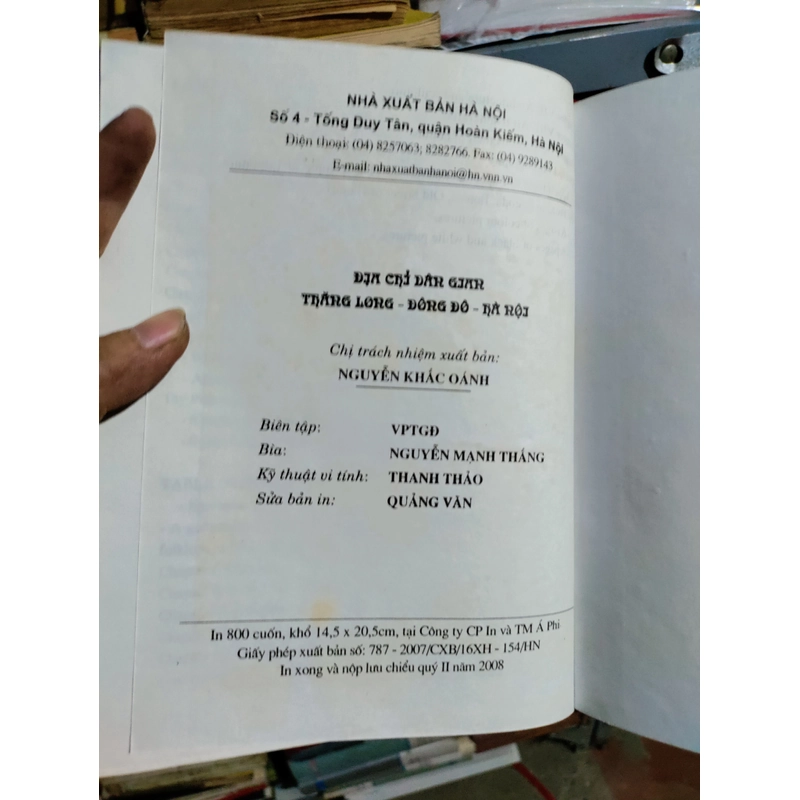 NHÀ XUẤT BẢN HÀ NỘI
Số 4 - Tống Duy Tân, quận Hoàn Kiếm, Hà Nội
Điện thoại: (04) 8257063; 8282766. Fax: (04) 9289143
E-mail: nhaxuatbanhanoi@hn.vnn.vn
ĐỊA CHÍ DÂN GIAN
THĂNG LONG - ĐÔNG ĐÔ - HÀ NỘI
Chị trách nhiệm xuất bản:
NGUYỄN KHẮC OÁNH
Biên tập: VPTGĐ
Bìa: NGUYỄN MẠNH THẮNG
Kỹ thuật vi tính: THANH THẢO
Sửa bản in: QUẢNG VÂN
In 800 cuốn, khổ 14,5 x 20,5cm, tại Công ty CP In và TM Á Phi
Giấy phép xuất bản số: 787 - 2007/CXB/16XH - 154/HN
In xong và nộp lưu chiểu quý II năm 2008